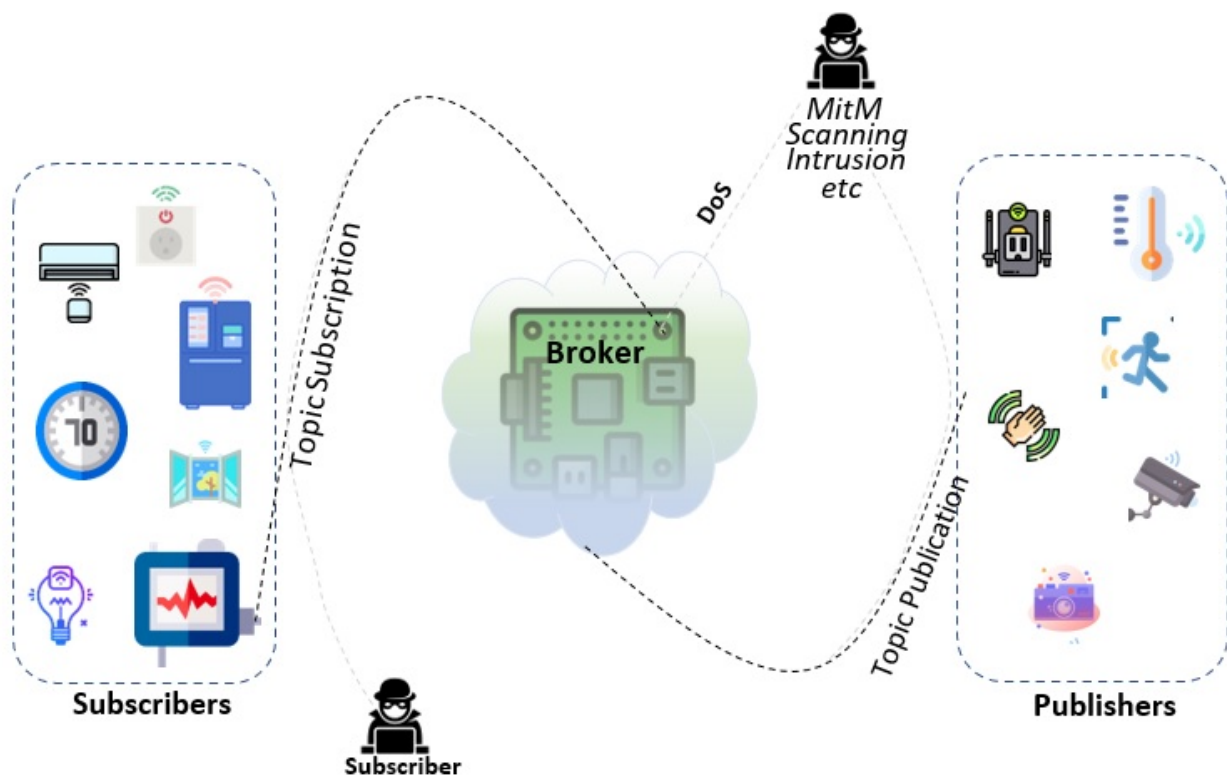 MitM
Scanning
Intrusion
etc
DoS
Topic Subscription
Broker
70
Topic Publication
Subscribers
Publishers
Subscriber